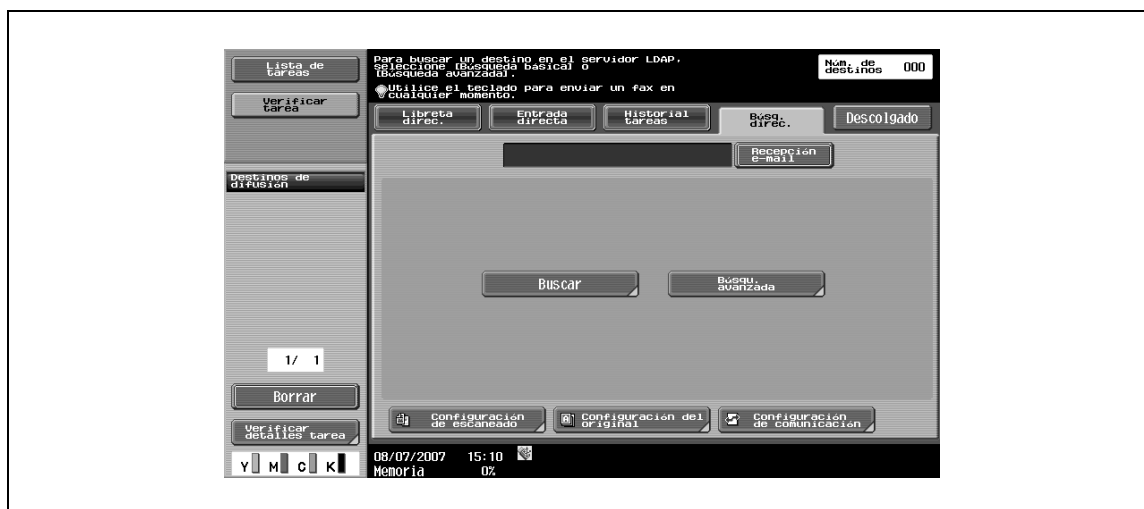 Lista de
tareas
Verificar
tarea
Destinos de
difusión
1/ 1
Borrar
Verificar
detalles tarea
Y M C K
Para buscar un destino en el servidor LDAP,
seleccione [Búsqueda básica] o
[Búsqueda avanzada].
Utilice el teclado para enviar un fax en
cualquier momento.
Núm. de
destinos 000
Libreta
direc.
Entrada
directa
Historial
tareas
Búsq.
direc.
Descolgado
Recepción
e-mail
Buscar
Búsqu.
avanzada
Configuración
de escaneado
Configuración del
original
Configuración
de comunicación
08/07/2007 15:10
Memoria 0%